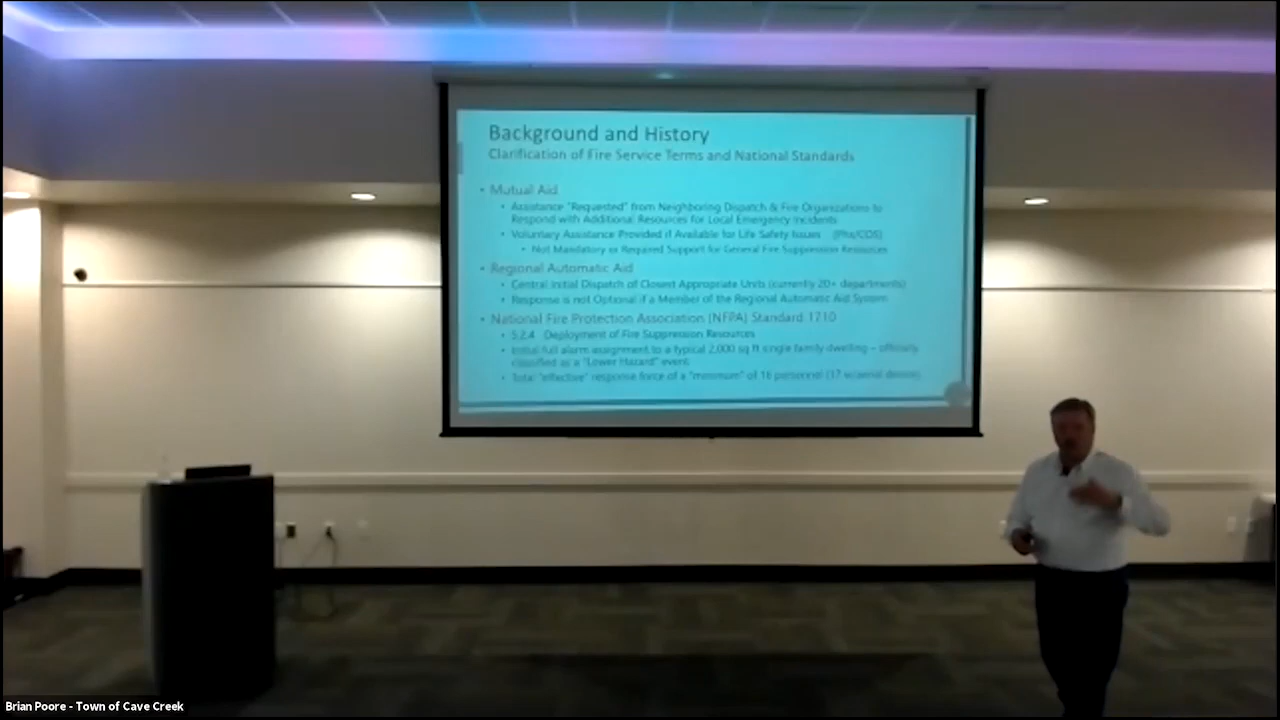 Background and History
Clarification of Fire Service Terms and National Standards
• Mutual Aid
• Assistance "Requested" from Neighboring Dispatch & Fire Organizations to
Respond with Additional Resources for Local Emergency Incidents
• Voluntary Assistance Provided if Available for Life Safety Issues (Phx/COS)
• Not Mandatory or Required Support for General Fire Suppression Resources
• Regional Automatic Aid
• Central Initial Dispatch of Closest Appropriate Units (currently 20+ departments)
• Response is not Optional if a Member of the Regional Automatic Aid System
• National Fire Protection Association (NFPA) Standard 1710
• 5.2.4 Deployment of Fire Suppression Resources
• Initial full alarm assignment to a typical 2,000 sq ft single family dwelling – officially
classified as a "Lower Hazard" event
• Total "effective" response force of a "minimum" of 16 personnel (17 w/aerial device)
Brian Poore - Town of Cave Creek